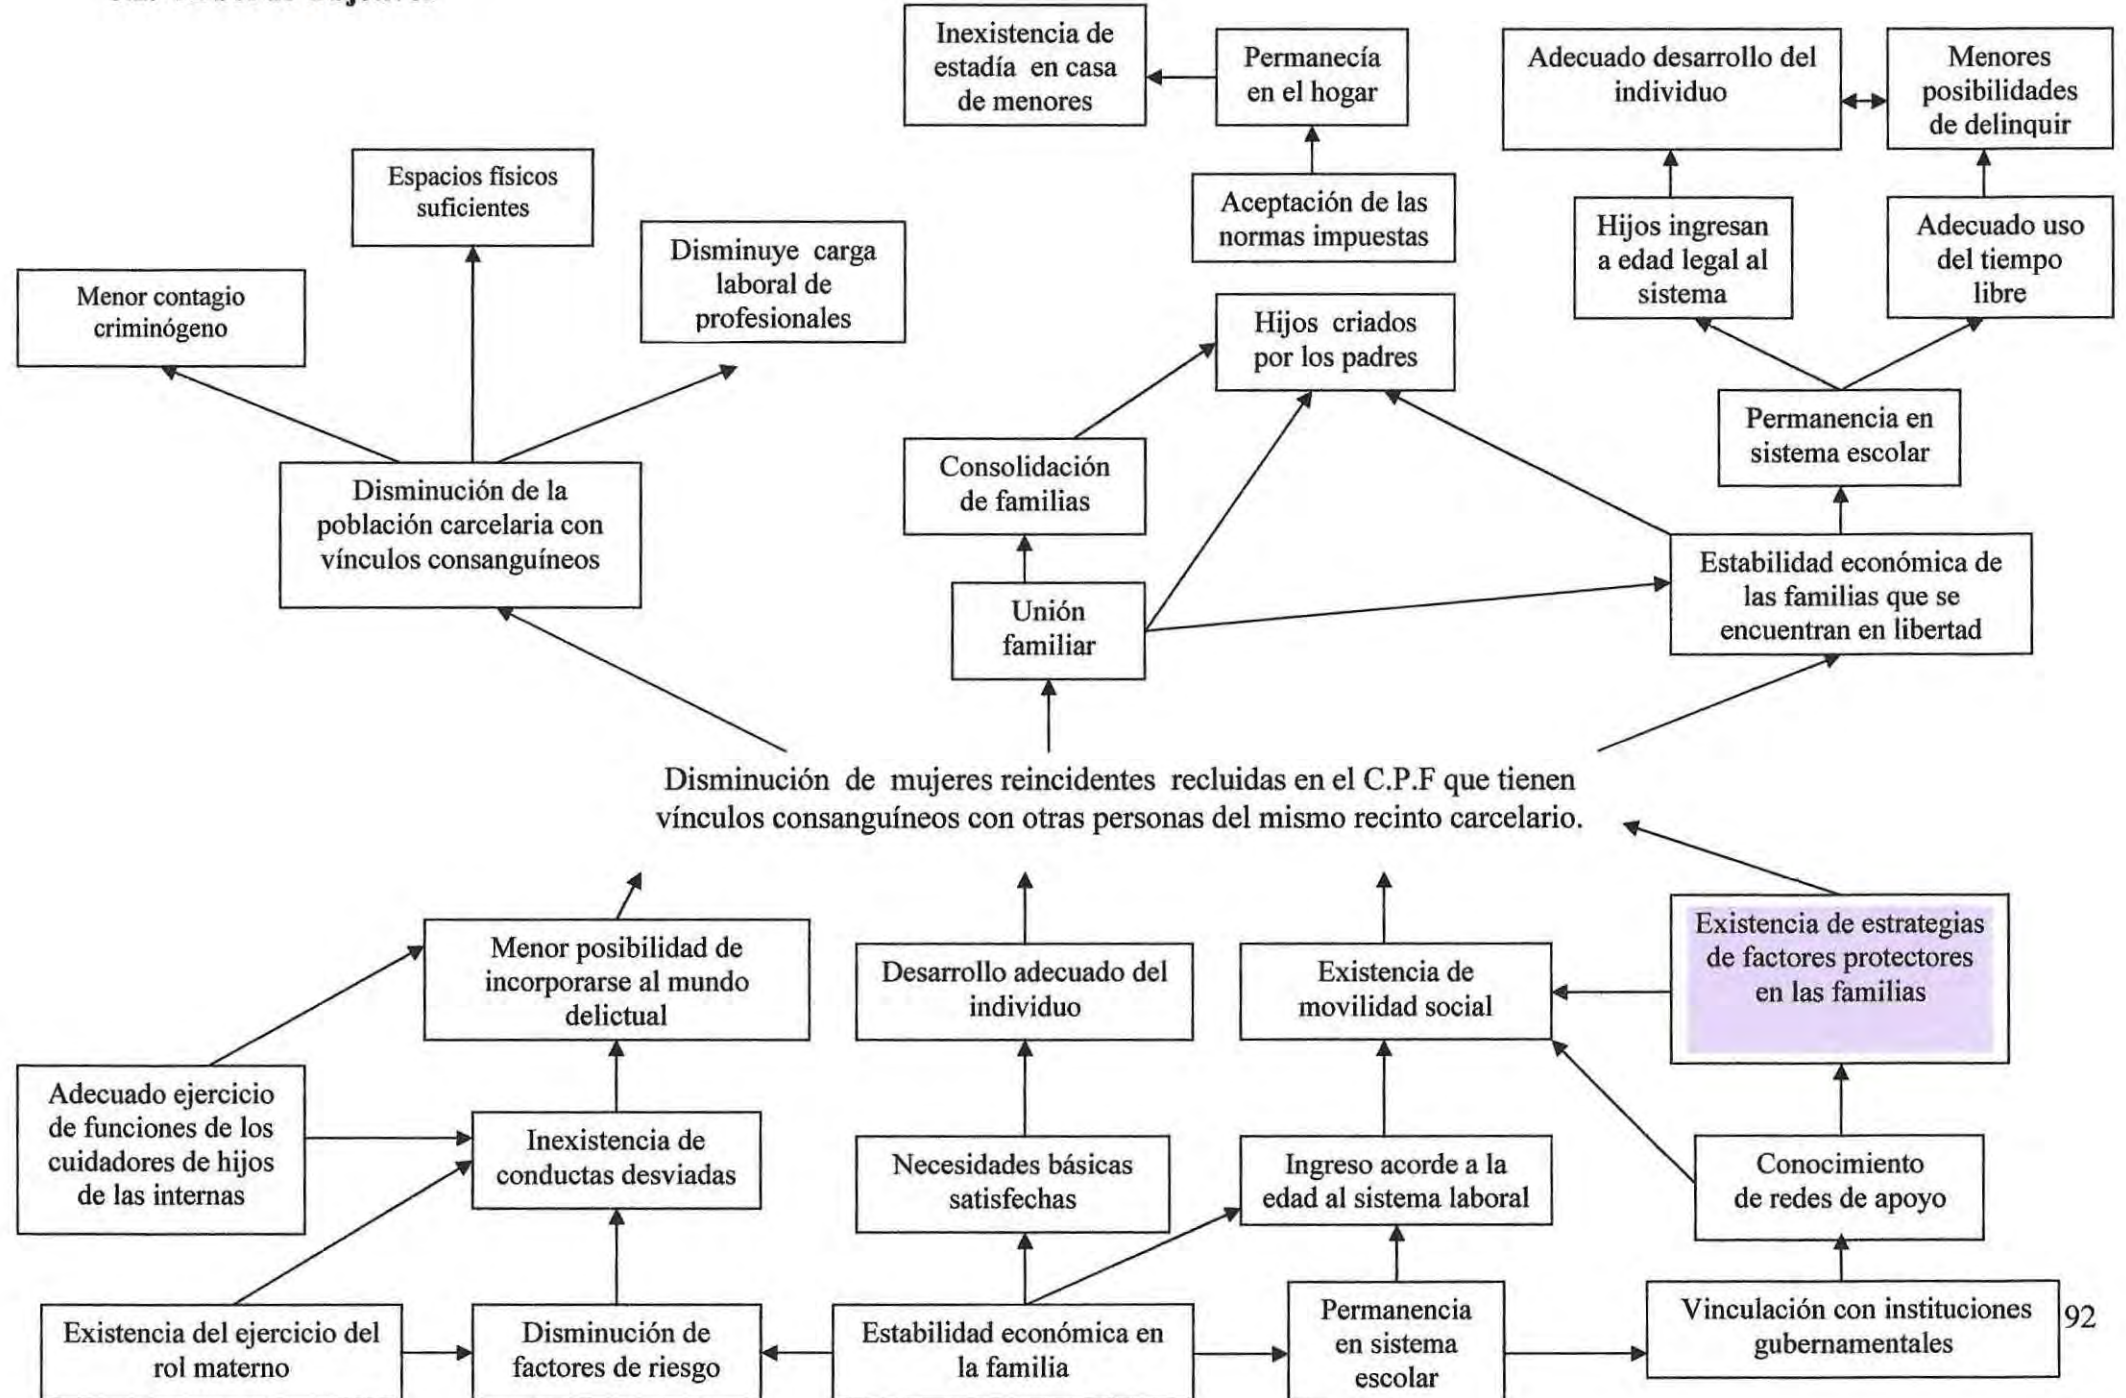 Inexistencia de
estadía en casa
de menores
Permanecía
en el hogar
Adecuado desarrollo del
individuo
Menores
posibilidades
de delinquir
Espacios físicos
suficientes
Aceptación de las
normas impuestas
Hijos ingresan
a edad legal al
sistema
Adecuado uso
del tiempo
libre
Menor contagio
criminógeno
Disminuye carga
laboral de
profesionales
Hijos criados
por los padres
Permanencia en
sistema escolar
Consolidación
de familias
Disminución de la
población carcelaria con
vínculos consanguíneos
Unión
familiar
Estabilidad económica de
las familias que se
encuentran en libertad
Disminución de mujeres reincidentes recluidas en el C.P.F que tienen
vínculos consanguíneos con otras personas del mismo recinto carcelario.
Menor posibilidad de
incorporarse al mundo
delictual
Desarrollo adecuado del
individuo
Existencia de
movilidad social
Existencia de estrategias
de factores protectores
en las familias
Adecuado ejercicio
de funciones de los
cuidadores de hijos
de las internas
Inexistencia de
conductas desviadas
Necesidades básicas
satisfechas
Ingreso acorde a la
edad al sistema laboral
Conocimiento
de redes de apoyo
Existencia del ejercicio del
rol materno
Disminución de
factores de riesgo
Estabilidad económica en
la familia
Permanencia
en sistema
escolar
Vinculación con instituciones
gubernamentales
92